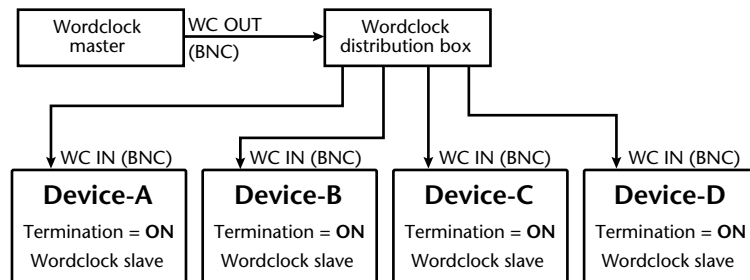 Wordclock
master
WC OUT
(BNC)
Wordclock
distribution box
WC IN (BNC)
WC IN (BNC)
WC IN (BNC)
WC IN (BNC)
Device-A
Termination = ON
Wordclock slave
Device-B
Termination = ON
Wordclock slave
Device-C
Termination = ON
Wordclock slave
Device-D
Termination = ON
Wordclock slave